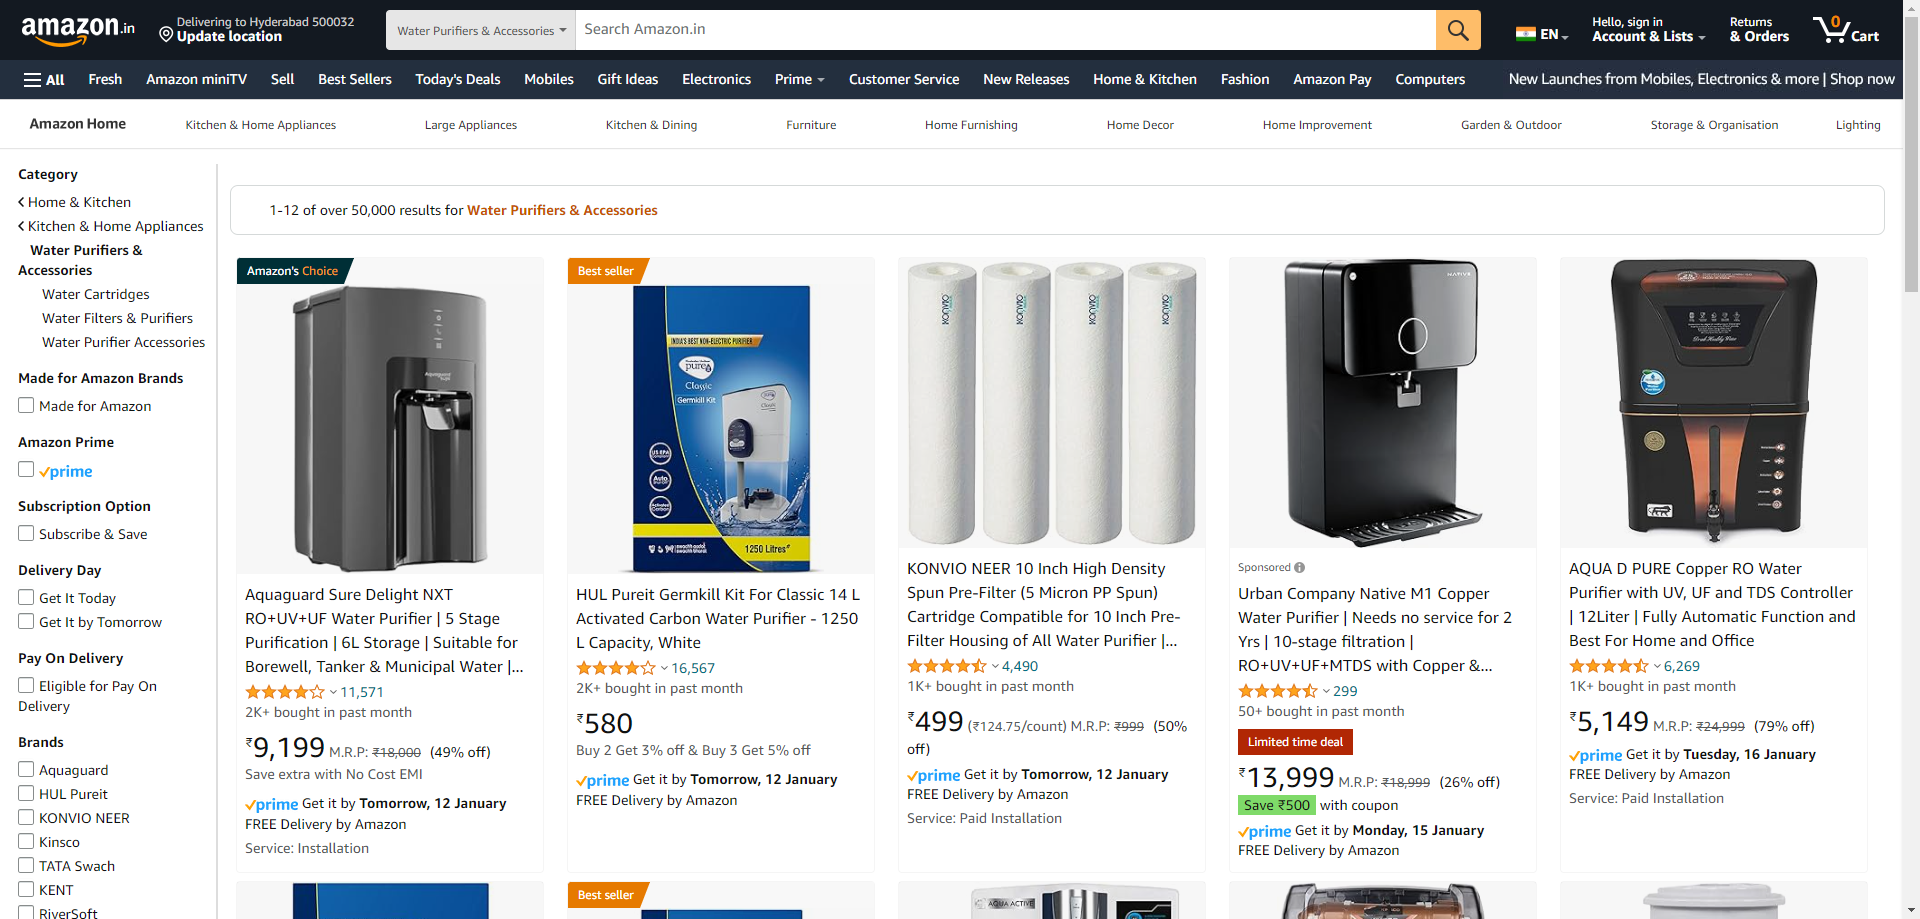 amazon.in
Delivering to Hyderabad 500032
Update location
Water Purifiers & Accessories
Search Amazon.in
EN
Hello, sign in
Account & Lists
Returns
& Orders
0
Cart
All
Fresh
Amazon miniTV
Sell
Best Sellers
Today's Deals
Mobiles
Gift Ideas
Electronics
Prime
Customer Service
New Releases
Home & Kitchen
Fashion
Amazon Pay
Computers
New Launches from Mobiles, Electronics & more | Shop now
Amazon Home
Kitchen & Home Appliances
Large Appliances
Kitchen & Dining
Furniture
Home Furnishing
Home Decor
Home Improvement
Garden & Outdoor
Storage & Organisation
Lighting
Category
Home & Kitchen
Kitchen & Home Appliances
Water Purifiers &
Accessories
Water Cartridges
Water Filters & Purifiers
Water Purifier Accessories
Made for Amazon Brands
Made for Amazon
Amazon Prime
prime
Subscription Option
Subscribe & Save
Delivery Day
Get It Today
Get It by Tomorrow
Pay On Delivery
Eligible for Pay On
Delivery
Brands
Aquaguard
HUL Pureit
KONVIO NEER
Kinsco
TATA Swach
KENT
RiverSoft
1-12 of over 50,000 results for Water Purifiers & Accessories
Amazon's Choice
Aquaguard Sure Delight NXT
RO+UV+UF Water Purifier | 5 Stage
Purification | 6L Storage | Suitable for
Borewell, Tanker & Municipal Water |...
11,571
2K+ bought in past month
₹9,199 M.R.P: ₹18,000 (49% off)
Save extra with No Cost EMI
prime Get it by Tomorrow, 12 January
FREE Delivery by Amazon
Service: Installation
Best seller
INDIA'S BEST NON-ELECTRIC PURIFIER
pure
Classic
Germkill Kit
1250 Litres
HUL Pureit Germkill Kit For Classic 14 L
Activated Carbon Water Purifier - 1250
L Capacity, White
16,567
2K+ bought in past month
₹580
Buy 2 Get 3% off & Buy 3 Get 5% off
prime Get it by Tomorrow, 12 January
FREE Delivery by Amazon
KONVIO
KONVIO
KONVIO
KONVIO
KONVIO NEER 10 Inch High Density
Spun Pre-Filter (5 Micron PP Spun)
Cartridge Compatible for 10 Inch Pre-
Filter Housing of All Water Purifier |...
4,490
1K+ bought in past month
₹499 (₹124.75/count) M.R.P: ₹999 (50%
off)
prime Get it by Tomorrow, 12 January
FREE Delivery by Amazon
Service: Paid Installation
NATIVE
Sponsored
Urban Company Native M1 Copper
Water Purifier | Needs no service for 2
Yrs | 10-stage filtration |
RO+UV+UF+MTDS with Copper &...
299
50+ bought in past month
Limited time deal
₹13,999 M.R.P: ₹18,999 (26% off)
Save ₹500 with coupon
prime Get it by Monday, 15 January
FREE Delivery by Amazon
AQUA D PURE Copper RO Water
Purifier with UV, UF and TDS Controller
| 12Liter | Fully Automatic Function and
Best For Home and Office
6,269
1K+ bought in past month
₹5,149 M.R.P: ₹24,999 (79% off)
prime Get it by Tuesday, 16 January
FREE Delivery by Amazon
Service: Paid Installation
Best seller
AQUA ACTIVE